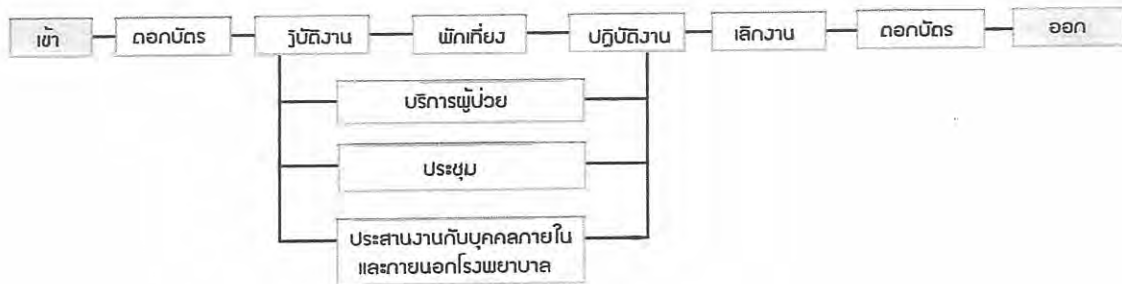 เข้า
ตอกบัตร
ฏิบัติงาน
พักเที่ยง
ปฏิบัติงาน
เลิกงาน
ตอกบัตร
ออก
บริการผู้ป่วย
ประชุม
ประสานงานกับบุคคลภายใน
และภายนอกโรงพยาบาล